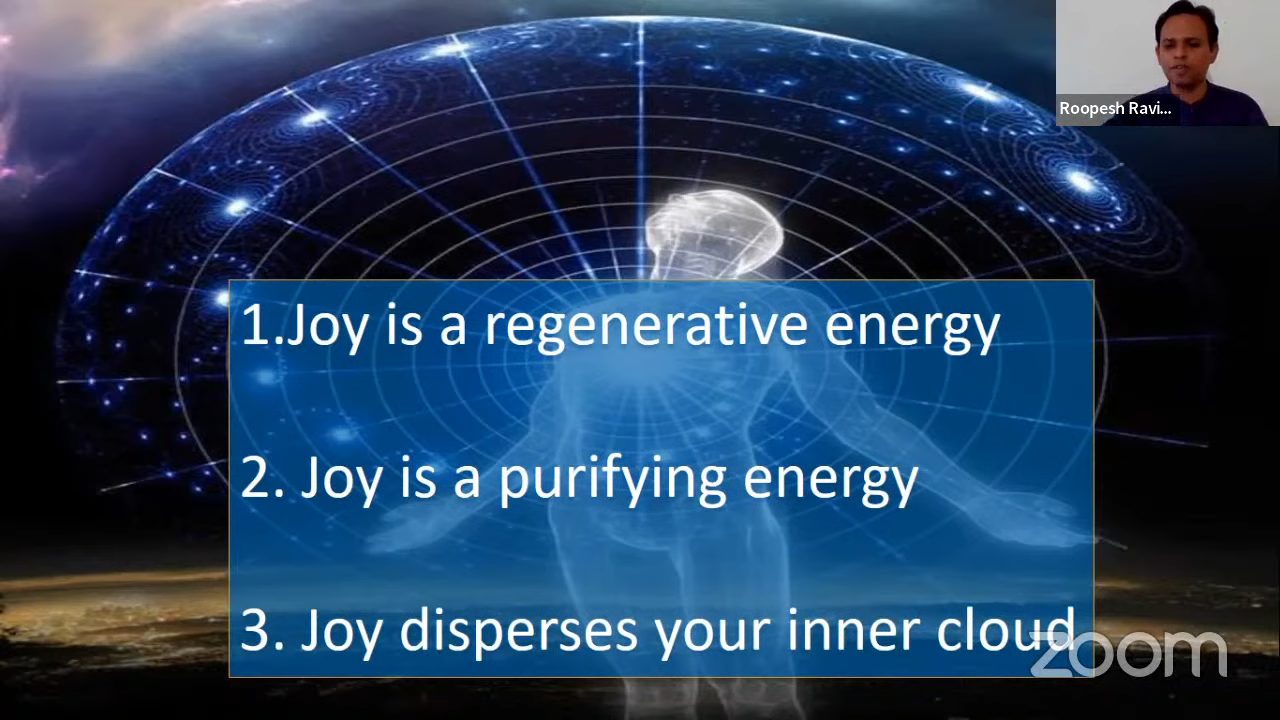 Roopesh Ravi...
1.Joy is a regenerative energy
2. Joy is a purifying energy
3. Joy disperses your inner cloud
zoom